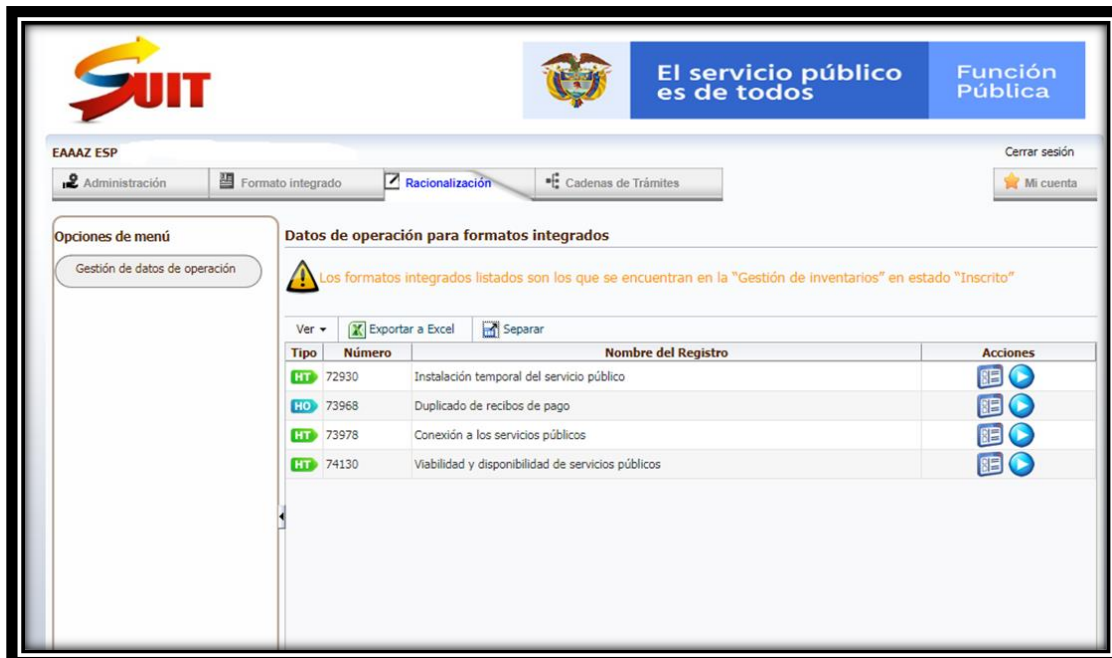 SUIT
El servicio público
es de todos
Función
Pública
EAAAZ ESP
Cerrar sesión
Administración
Formato integrado
Racionalización
Cadenas de Trámites
Mi cuenta
Opciones de menú
Gestión de datos de operación
Datos de operación para formatos integrados
Los formatos integrados listados son los que se encuentran en la "Gestión de inventarios" en estado "Inscrito"
Ver Exportar a Excel Separar
Tipo Número Nombre del Registro Acciones
HT 72930 Instalación temporal del servicio público
HO 73968 Duplicado de recibos de pago
HT 73978 Conexión a los servicios públicos
HT 74130 Viabilidad y disponibilidad de servicios públicos